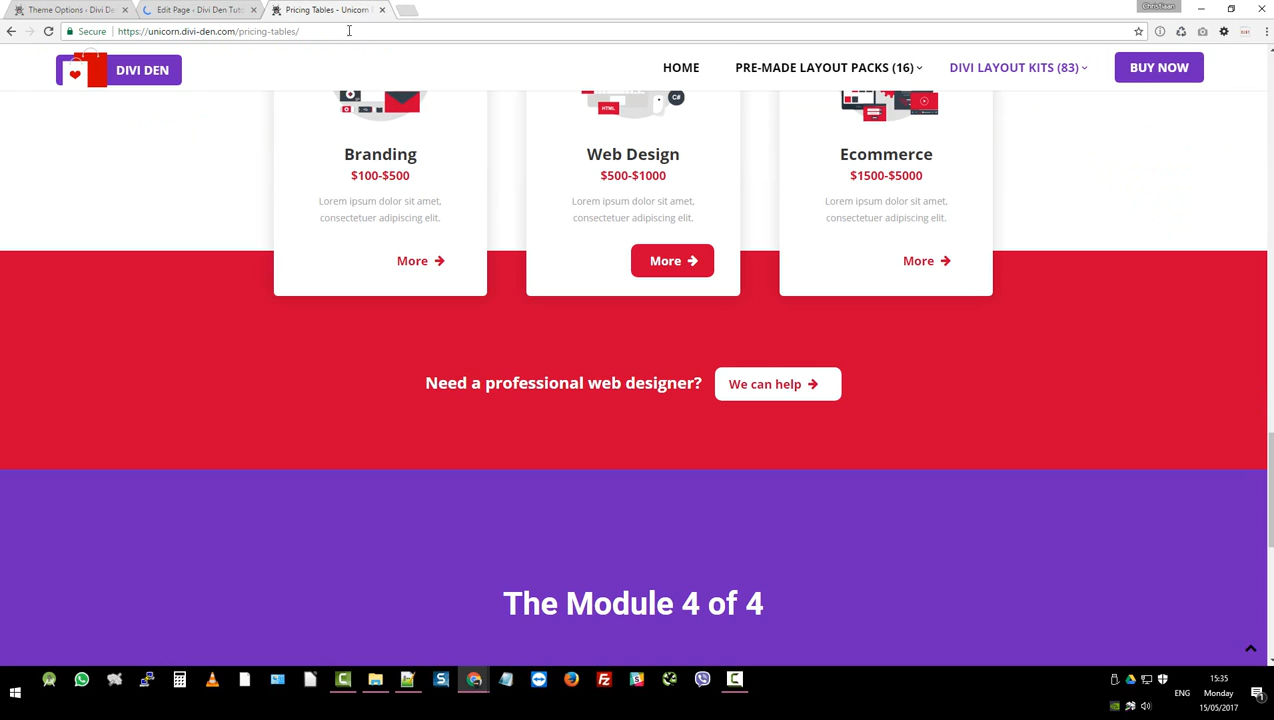 Christiaan
Theme Options ‹ Divi De
Edit Page ‹ Divi Den Tuto
Pricing Tables - Unicorn
Secure
https://unicorn.divi-den.com/pricing-tables/
DIVI DEN
HOME
PRE-MADE LAYOUT PACKS (16)
DIVI LAYOUT KITS (83)
BUY NOW
HTML
C#
Branding
Web Design
Ecommerce
$100-$500
$500-$1000
$1500-$5000
Lorem ipsum dolor sit amet,
consectetuer adipiscing elit.
Lorem ipsum dolor sit amet,
consectetuer adipiscing elit.
Lorem ipsum dolor sit amet,
consectetuer adipiscing elit.
More
More
More
Need a professional web designer?
We can help
The Module 4 of 4
ENG
15:35
Monday
15/05/2017